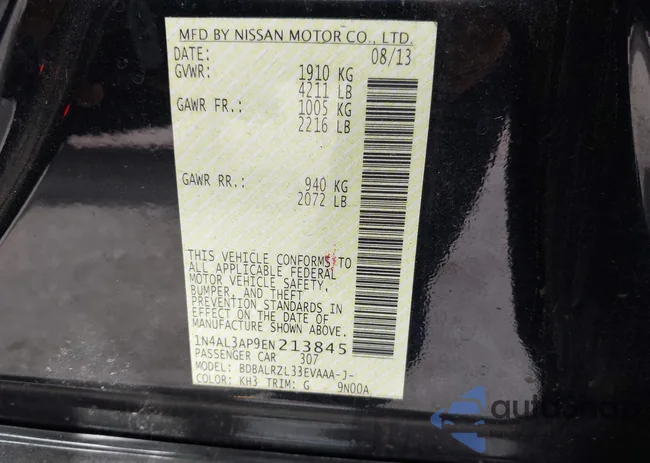 MFD BY NISSAN MOTOR CO., LTD.
DATE: 08/13
GVWR: 1910 KG
4211 LB
GAWR FR.: 1005 KG
2216 LB
GAWR RR.: 940 KG
2072 LB
THIS VEHICLE CONFORMS TO
ALL APPLICABLE FEDERAL
MOTOR VEHICLE SAFETY,
BUMPER, AND THEFT
PREVENTION STANDARDS IN
EFFECT ON THE DATE OF
MANUFACTURE SHOWN ABOVE.
1N4AL3AP9EN213845
PASSENGER CAR 307
MODEL: BDBALRZL33EVAAA-J-
COLOR: KH3 TRIM: G 9N00A